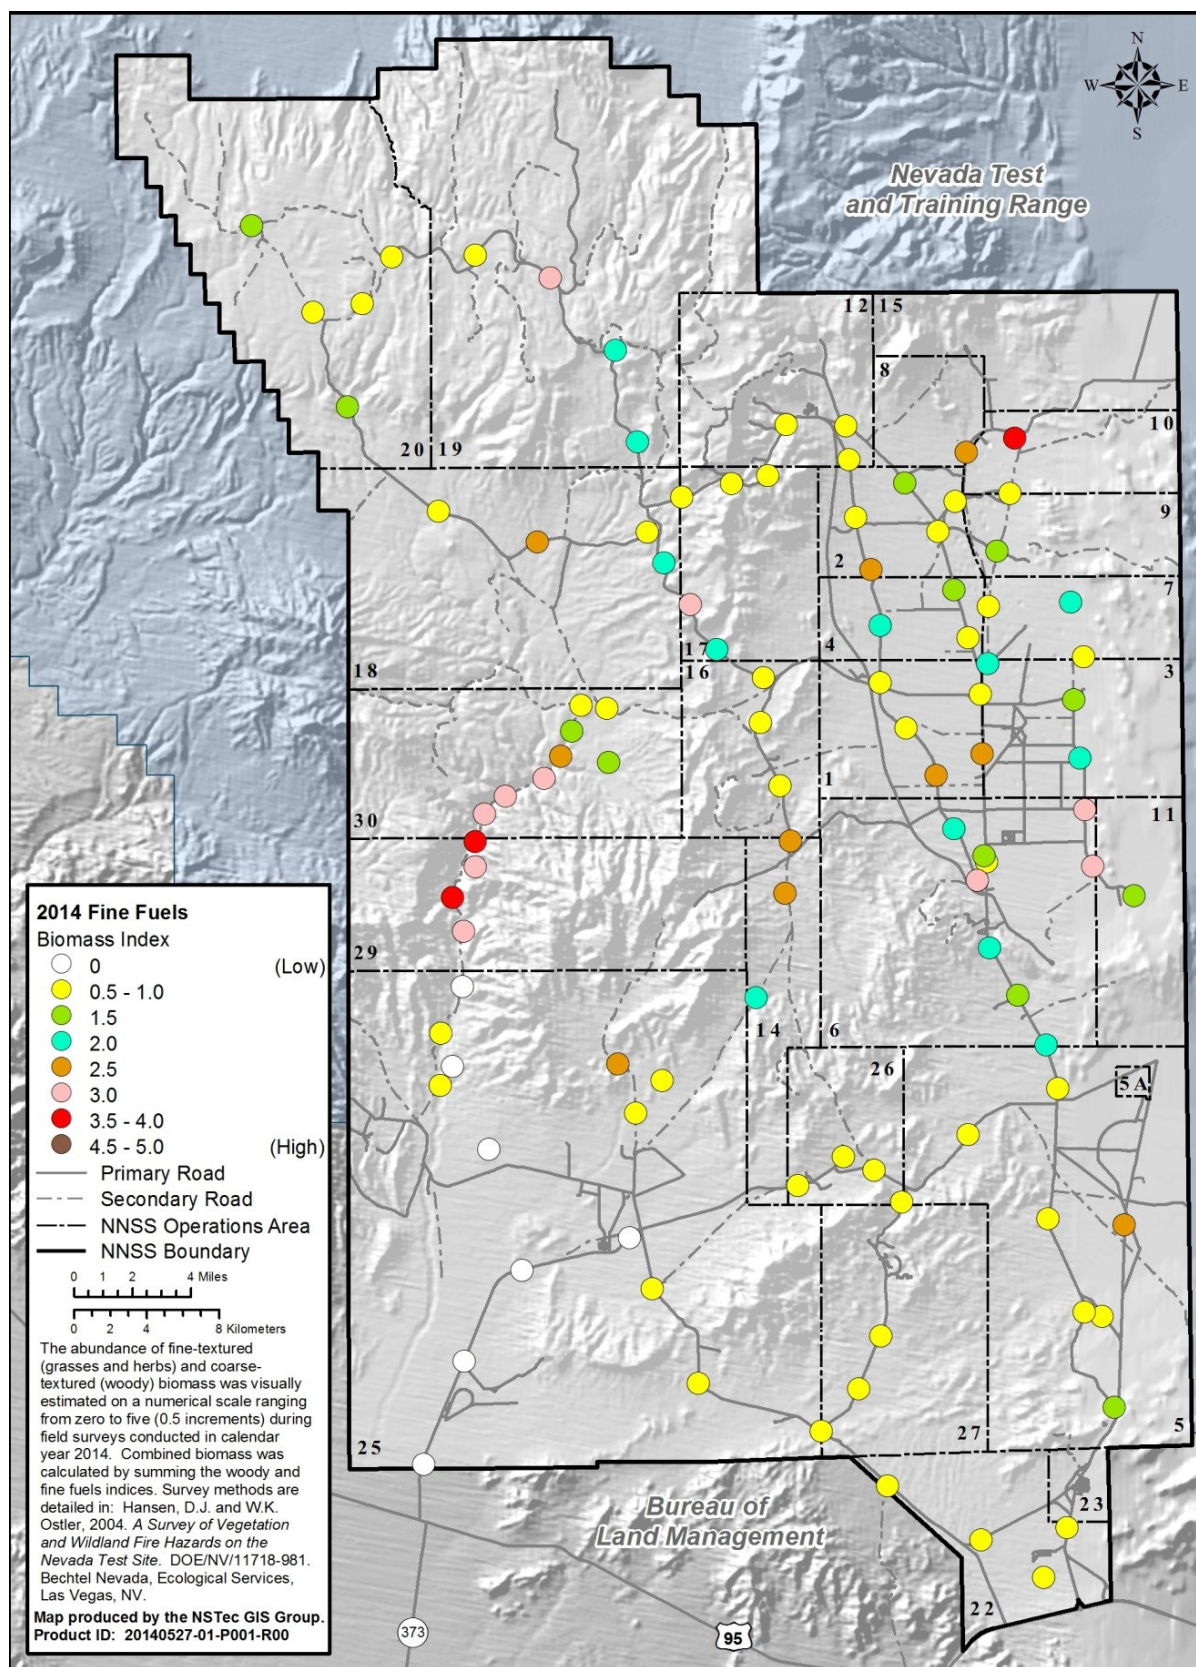 N
W E
S
Nevada Test
and Training Range
12 15
8
10
20 19
9
2
7
17 4
18 16 3
1
30 11
29
14 6
26
5A
27 5
25
23
22
Bureau of
Land Management
373
95
2014 Fine Fuels
Biomass Index
0 (Low)
0.5 - 1.0
1.5
2.0
2.5
3.0
3.5 - 4.0
4.5 - 5.0 (High)
Primary Road
Secondary Road
NNSS Operations Area
NNSS Boundary
0 1 2 4 Miles
0 2 4 8 Kilometers
The abundance of fine-textured
(grasses and herbs) and coarse-
textured (woody) biomass was visually
estimated on a numerical scale ranging
from zero to five (0.5 increments) during
field surveys conducted in calendar
year 2014. Combined biomass was
calculated by summing the woody and
fine fuels indices. Survey methods are
detailed in: Hansen, D.J. and W.K.
Ostler, 2004. A Survey of Vegetation
and Wildland Fire Hazards on the
Nevada Test Site. DOE/NV/11718-981.
Bechtel Nevada, Ecological Services,
Las Vegas, NV.
Map produced by the NSTec GIS Group.
Product ID: 20140527-01-P001-R00